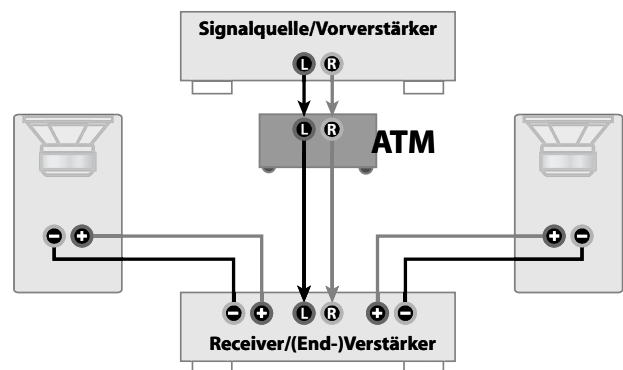 Signalquelle/Vorverstärker
L R
L R ATM
− + + −
− + L R + −
Receiver/(End-)Verstärker